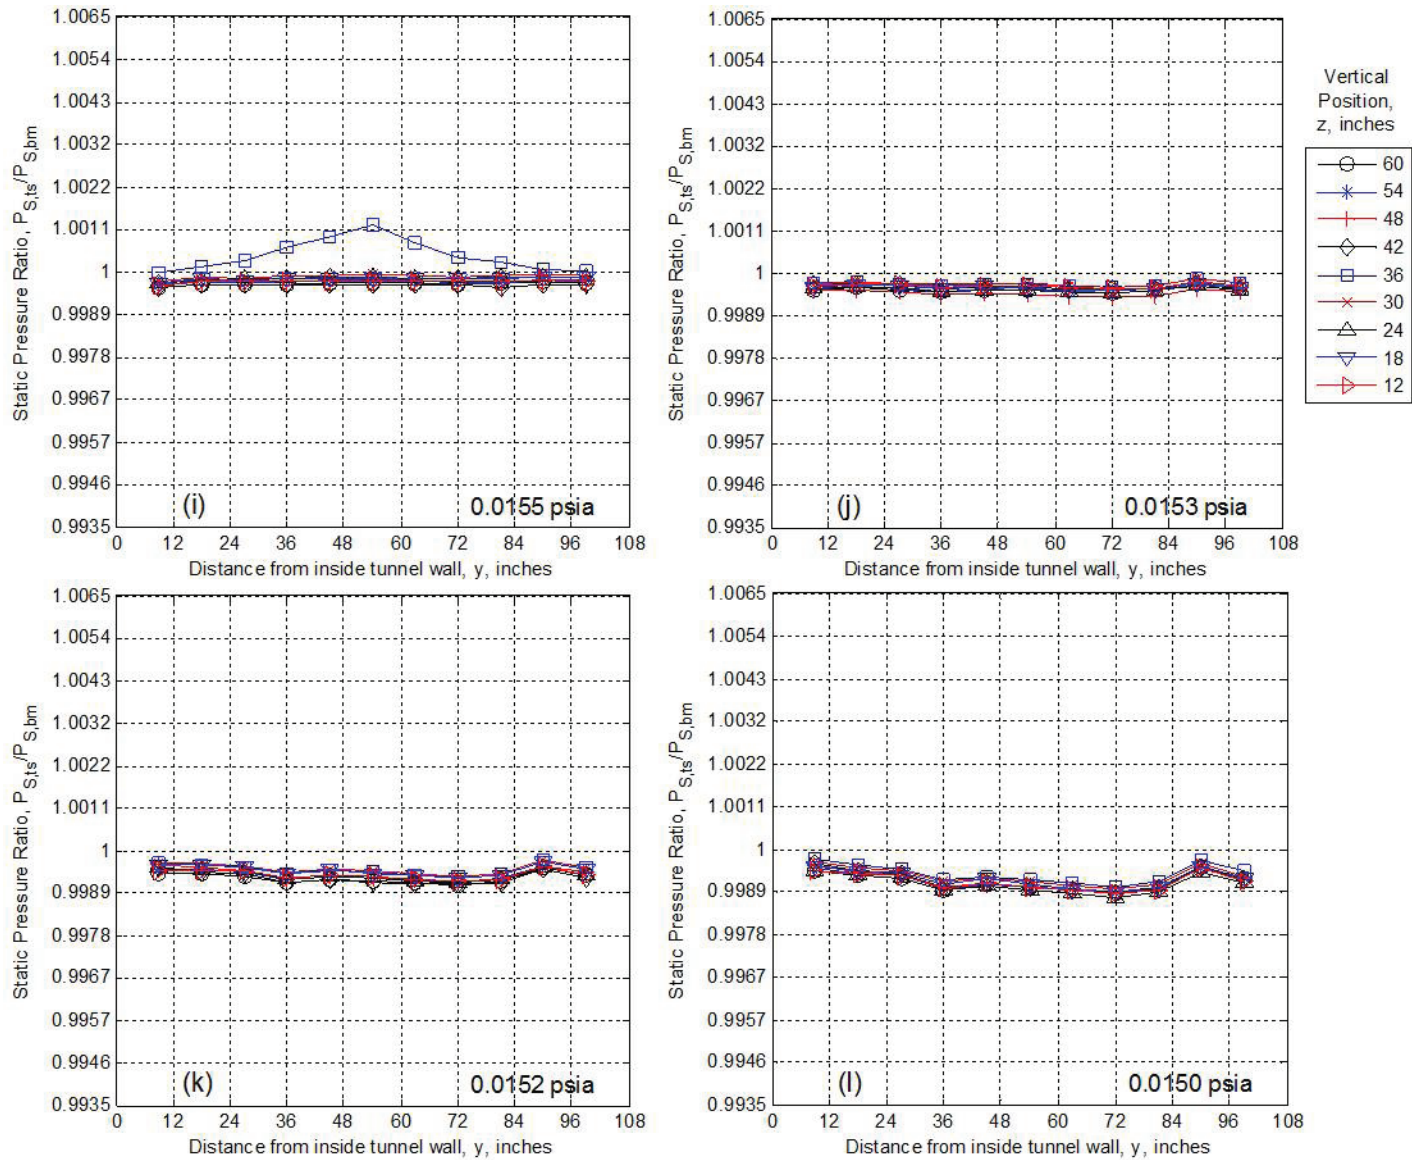 1.0065
1.0054
1.0043
1.0032
1.0022
1.0011
1
0.9989
0.9978
0.9967
0.9957
0.9946
0.9935
Static Pressure Ratio, P_S,ts/P_S,bm
(i)
0.0155 psia
0 12 24 36 48 60 72 84 96 108
Distance from inside tunnel wall, y, inches
1.0065
1.0054
1.0043
1.0032
1.0022
1.0011
1
0.9989
0.9978
0.9967
0.9957
0.9946
0.9935
Static Pressure Ratio, P_S,ts/P_S,bm
(j)
0.0153 psia
0 12 24 36 48 60 72 84 96 108
Distance from inside tunnel wall, y, inches
Vertical
Position,
z, inches
60
54
48
42
36
30
24
18
12
1.0065
1.0054
1.0043
1.0032
1.0022
1.0011
1
0.9989
0.9978
0.9967
0.9957
0.9946
0.9935
Static Pressure Ratio, P_S,ts/P_S,bm
(k)
0.0152 psia
0 12 24 36 48 60 72 84 96 108
Distance from inside tunnel wall, y, inches
1.0065
1.0054
1.0043
1.0032
1.0022
1.0011
1
0.9989
0.9978
0.9967
0.9957
0.9946
0.9935
Static Pressure Ratio, P_S,ts/P_S,bm
(l)
0.0150 psia
0 12 24 36 48 60 72 84 96 108
Distance from inside tunnel wall, y, inches